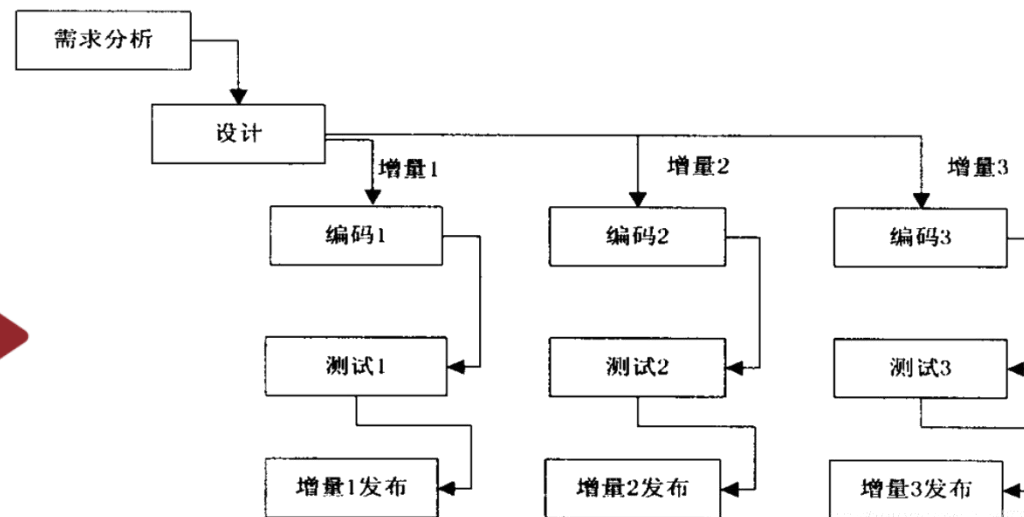 需求分析
设计
增量1
增量2
增量3
编码1
编码2
编码3
测试1
测试2
测试3
增量1发布
增量2发布
增量3发布